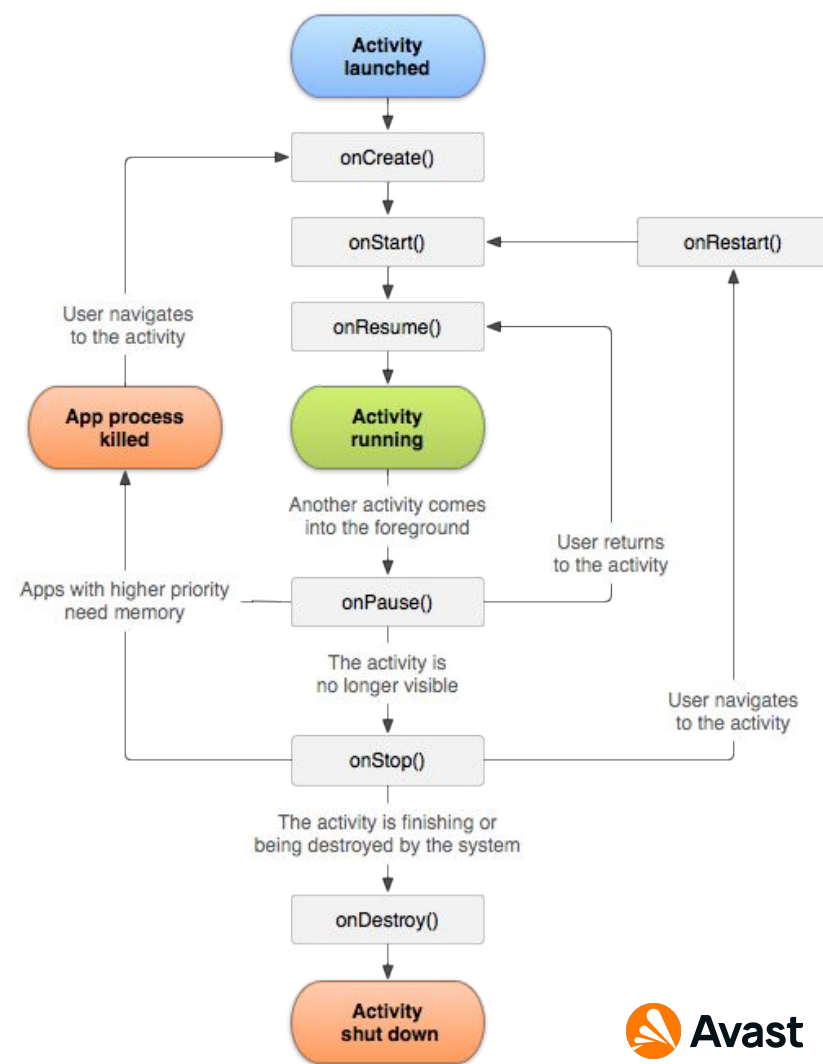 Activity
launched
onCreate()
onStart()
onRestart()
User navigates
to the activity
onResume()
App process
killed
Activity
running
Another activity comes
into the foreground
User returns
to the activity
Apps with higher priority
need memory
onPause()
The activity is
no longer visible
User navigates
to the activity
onStop()
The activity is finishing or
being destroyed by the system
onDestroy()
Activity
shut down
Avast